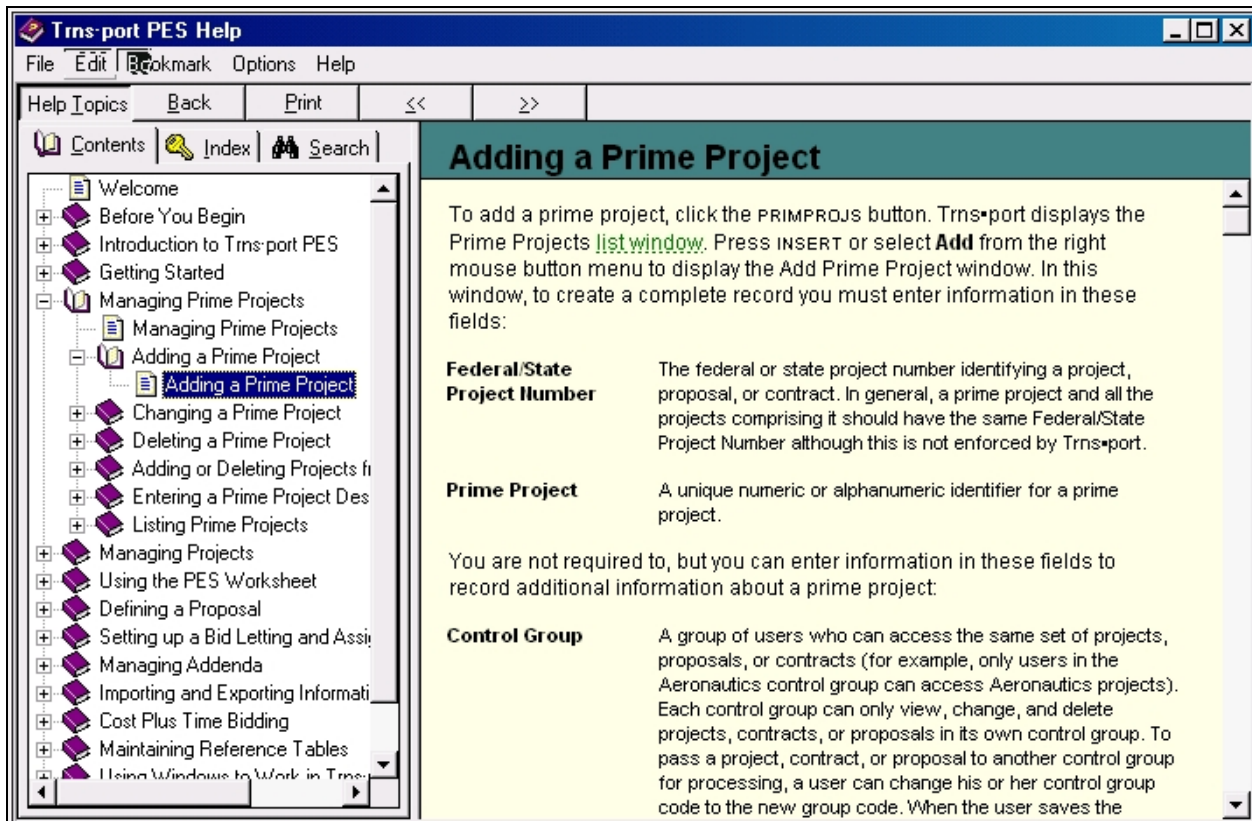 Trns·port PES Help
File Edit Bookmark Options Help
Help Topics Back Print << >>
Contents Index Search
Welcome
Before You Begin
Introduction to Trns·port PES
Getting Started
Managing Prime Projects
Managing Prime Projects
Adding a Prime Project
Adding a Prime Project
Changing a Prime Project
Deleting a Prime Project
Adding or Deleting Projects
Entering a Prime Project Des
Listing Prime Projects
Managing Projects
Using the PES Worksheet
Defining a Proposal
Setting up a Bid Letting and Assi
Managing Addenda
Importing and Exporting Informati
Cost Plus Time Bidding
Maintaining Reference Tables
Using Windows to Work in Trns
Adding a Prime Project
To add a prime project, click the PRIMPROJS button. Trns▪port displays the
Prime Projects list window. Press INSERT or select Add from the right
mouse button menu to display the Add Prime Project window. In this
window, to create a complete record you must enter information in these
fields:
Federal/State
Project Number
The federal or state project number identifying a project,
proposal, or contract. In general, a prime project and all the
projects comprising it should have the same Federal/State
Project Number although this is not enforced by Trns▪port.
Prime Project
A unique numeric or alphanumeric identifier for a prime
project.
You are not required to, but you can enter information in these fields to
record additional information about a prime project:
Control Group
A group of users who can access the same set of projects,
proposals, or contracts (for example, only users in the
Aeronautics control group can access Aeronautics projects).
Each control group can only view, change, and delete
projects, contracts, or proposals in its own control group. To
pass a project, contract, or proposal to another control group
for processing, a user can change his or her control group
code to the new group code. When the user saves the